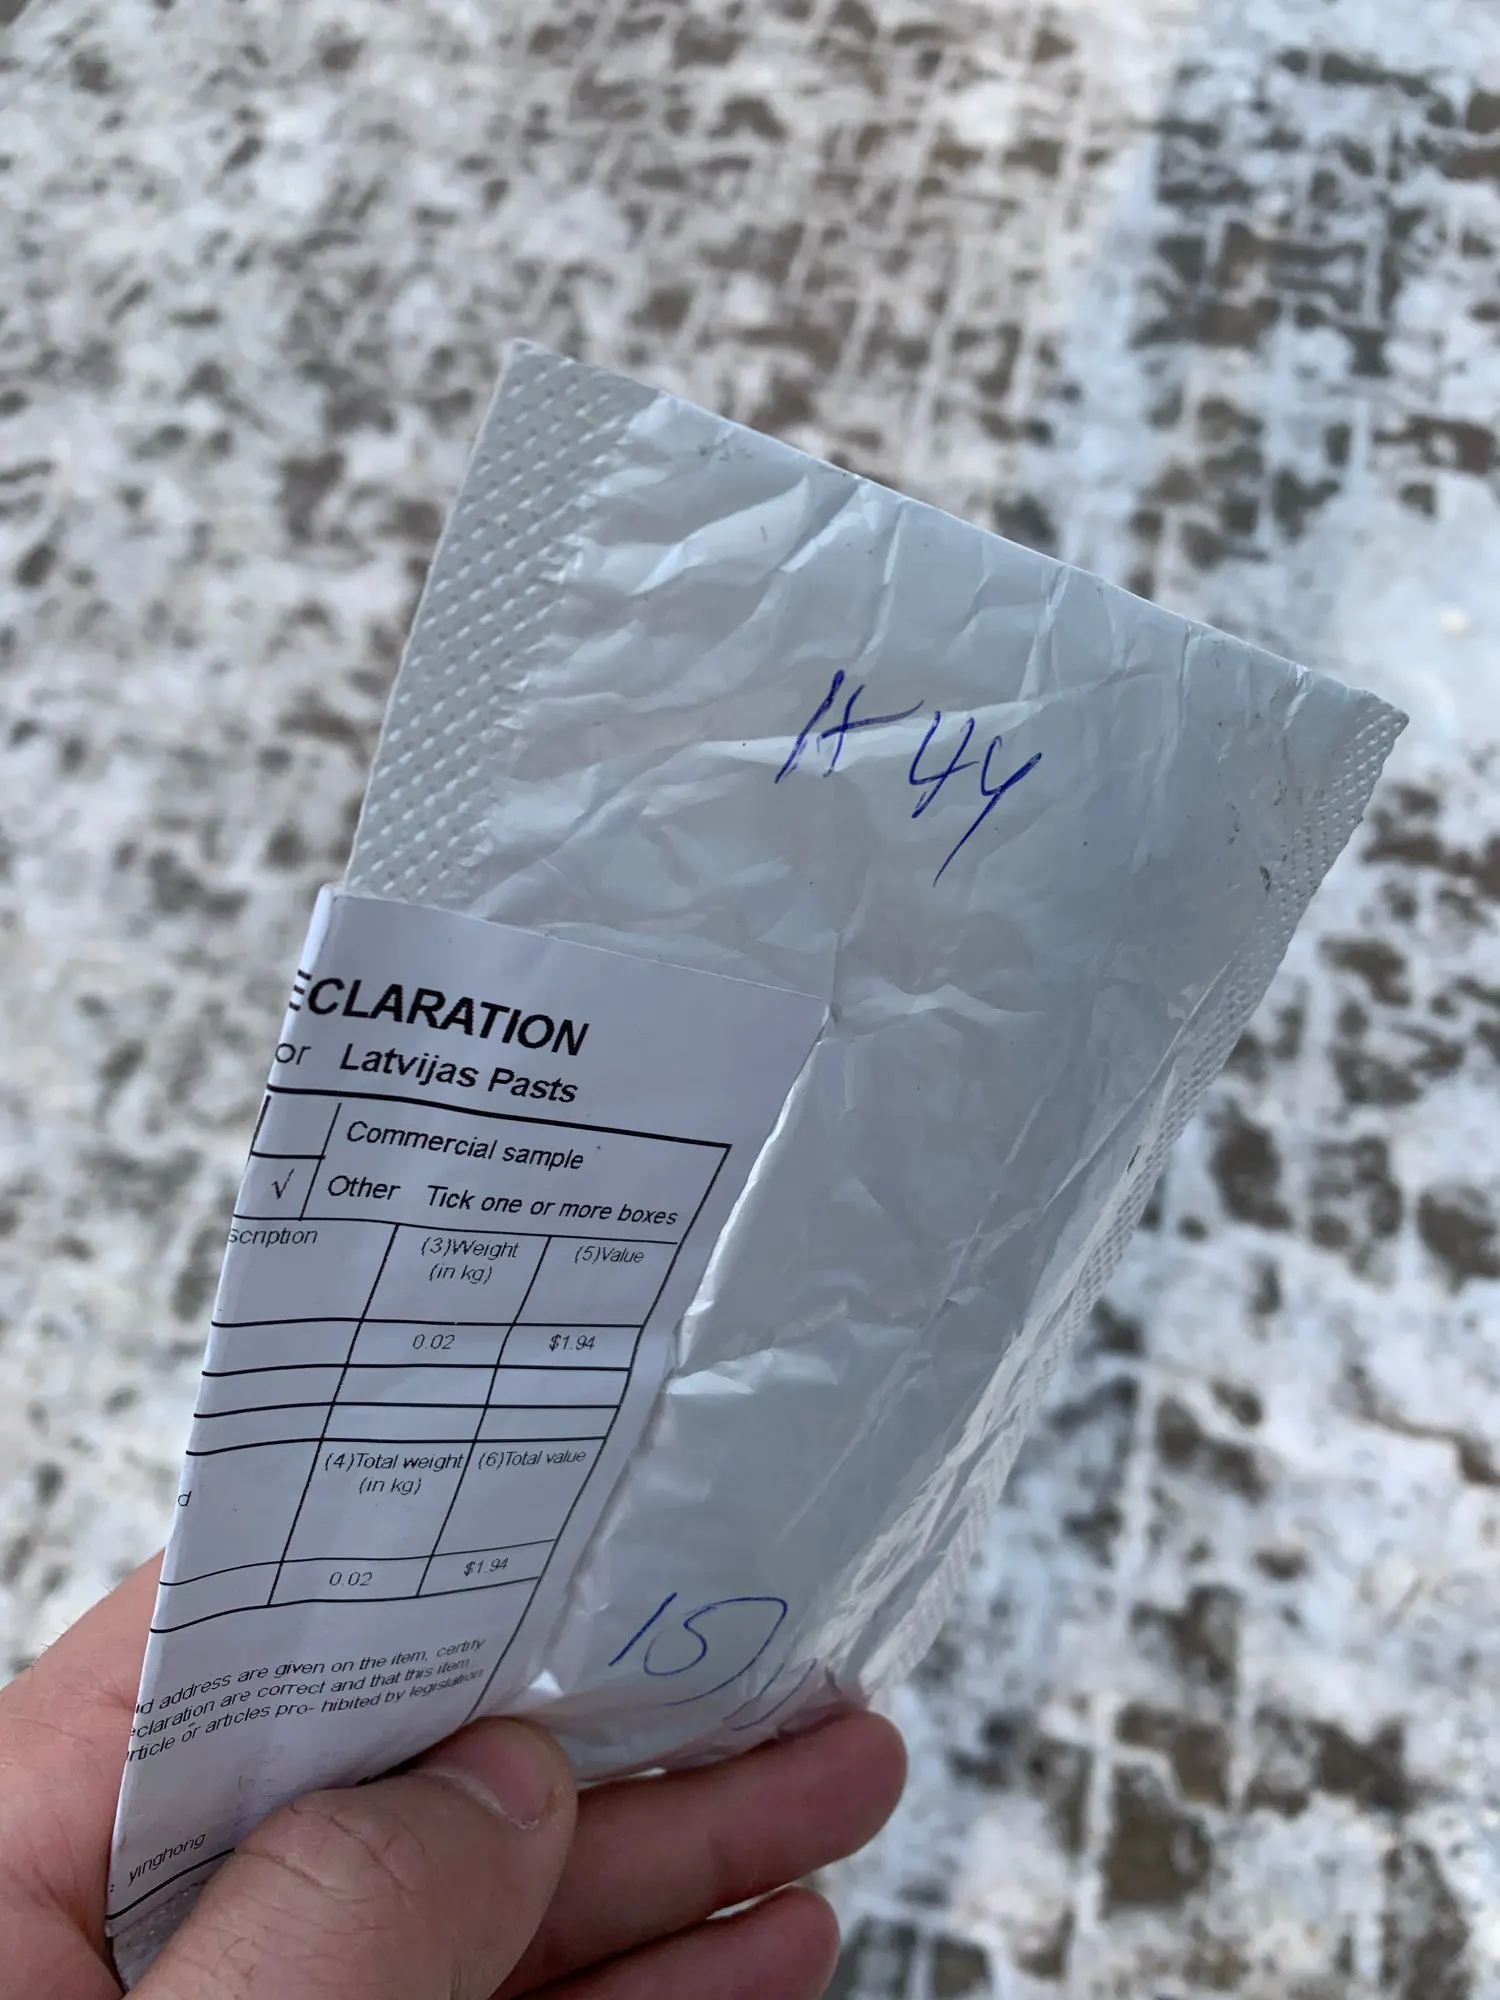 H 44
ECLARATION
or Latvijas Pasts
Commercial sample
√ Other Tick one or more boxes
scription (3)Weight (5)Value
(in kg)
0.02 $1.94
(4)Total weight (6)Total value
(in kg)
d
0.02 $1.94
d address are given on the item, certify
claration are correct and that this item
rticle or articles pro- hibited by legislation
: yinghong
15